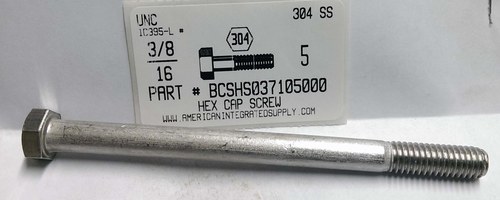 UNC 304 SS
1C395-L *
3/8 304 5
16
PART # BCSHS037105000
HEX CAP SCREW
WWW.AMERICANINTEGRATEDSUPPLY.COM